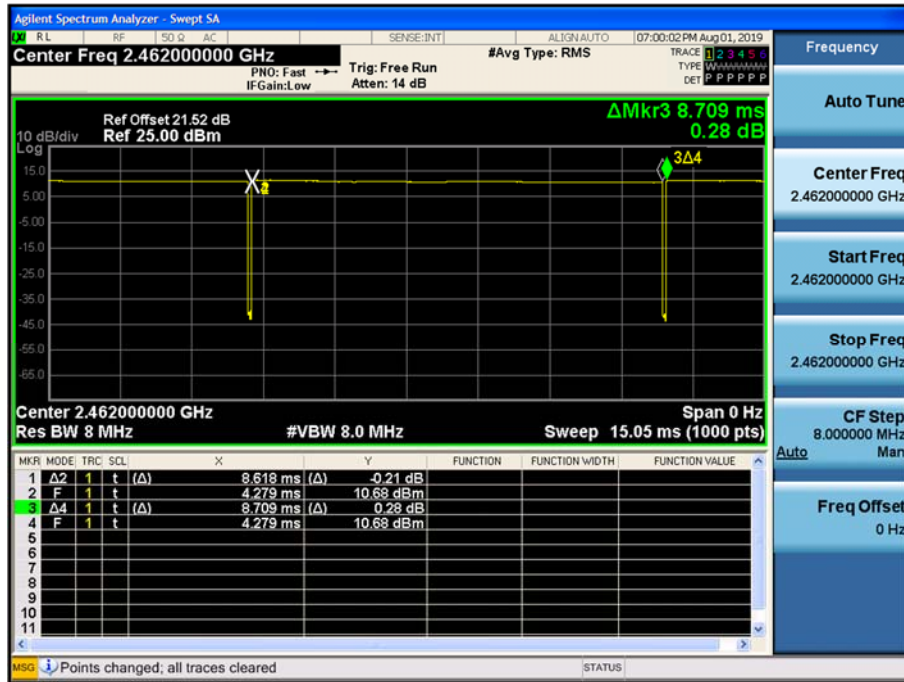 Agilent Spectrum Analyzer - Swept SA
LXI RL RF 50 Ω AC SENSE:INT ALIGN AUTO 07:00:02 PM Aug 01, 2019
Center Freq 2.462000000 GHz #Avg Type: RMS TRACE 1 2 3 4 5 6
PNO: Fast Trig: Free Run TYPE W
IFGain:Low Atten: 14 dB DET P P P P P P
Ref Offset 21.52 dB ΔMkr3 8.709 ms
10 dB/div Ref 25.00 dBm 0.28 dB
Log
15.0
3Δ4
5.00
-5.00
-15.0
-25.0
-35.0
-45.0
-55.0
-65.0
Center 2.462000000 GHz Span 0 Hz
Res BW 8 MHz #VBW 8.0 MHz Sweep 15.05 ms (1000 pts)
MKR MODE TRC SCL X Y FUNCTION FUNCTION WIDTH FUNCTION VALUE
1 Δ2 1 t (Δ) 8.618 ms (Δ) -0.21 dB
2 F 1 t 4.279 ms 10.68 dBm
3 Δ4 1 t (Δ) 8.709 ms (Δ) 0.28 dB
4 F 1 t 4.279 ms 10.68 dBm
5
6
7
8
9
10
11
MSG Points changed; all traces cleared STATUS
Frequency
Auto Tune
Center Freq
2.462000000 GHz
Start Freq
2.462000000 GHz
Stop Freq
2.462000000 GHz
CF Step
8.000000 MHz
Auto Man
Freq Offset
0 Hz